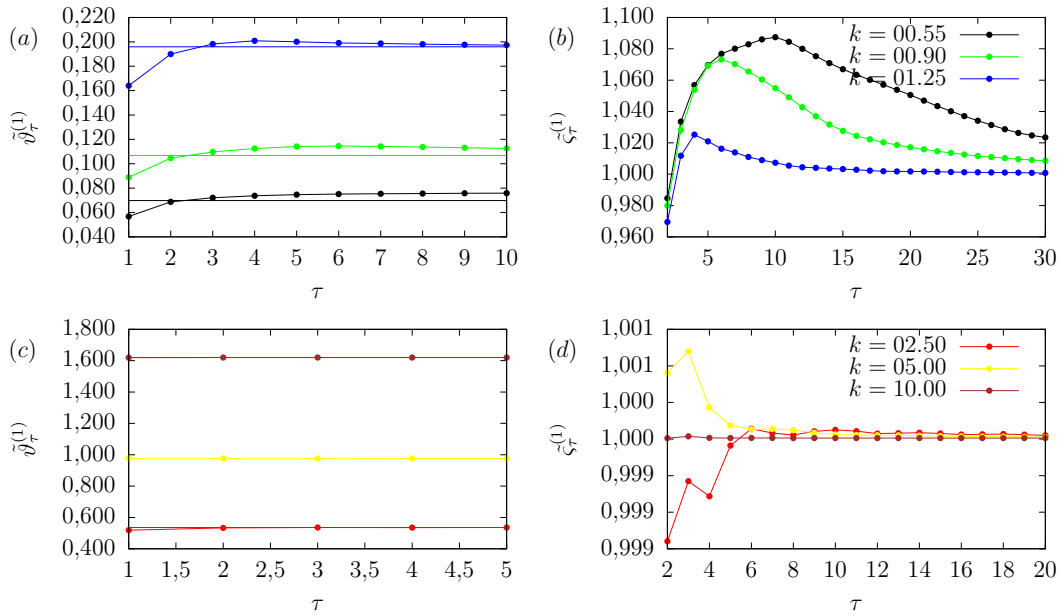 (a)
0,220
0,200
0,180
0,160
0,140
0,120
0,100
0,080
0,060
0,040
1 2 3 4 5 6 7 8 9 10
τ
ϑ̃τ(1)
(b)
1,100
1,080
1,060
1,040
1,020
1,000
0,980
0,960
5 10 15 20 25 30
τ
ς̃τ(1)
k = 00.55
k = 00.90
k = 01.25
(c)
1,800
1,600
1,400
1,200
1,000
0,800
0,600
0,400
1 1,5 2 2,5 3 3,5 4 4,5 5
τ
ϑ̃τ(1)
(d)
1,001
1,001
1,000
1,000
0,999
0,999
2 4 6 8 10 12 14 16 18 20
τ
ς̃τ(1)
k = 02.50
k = 05.00
k = 10.00